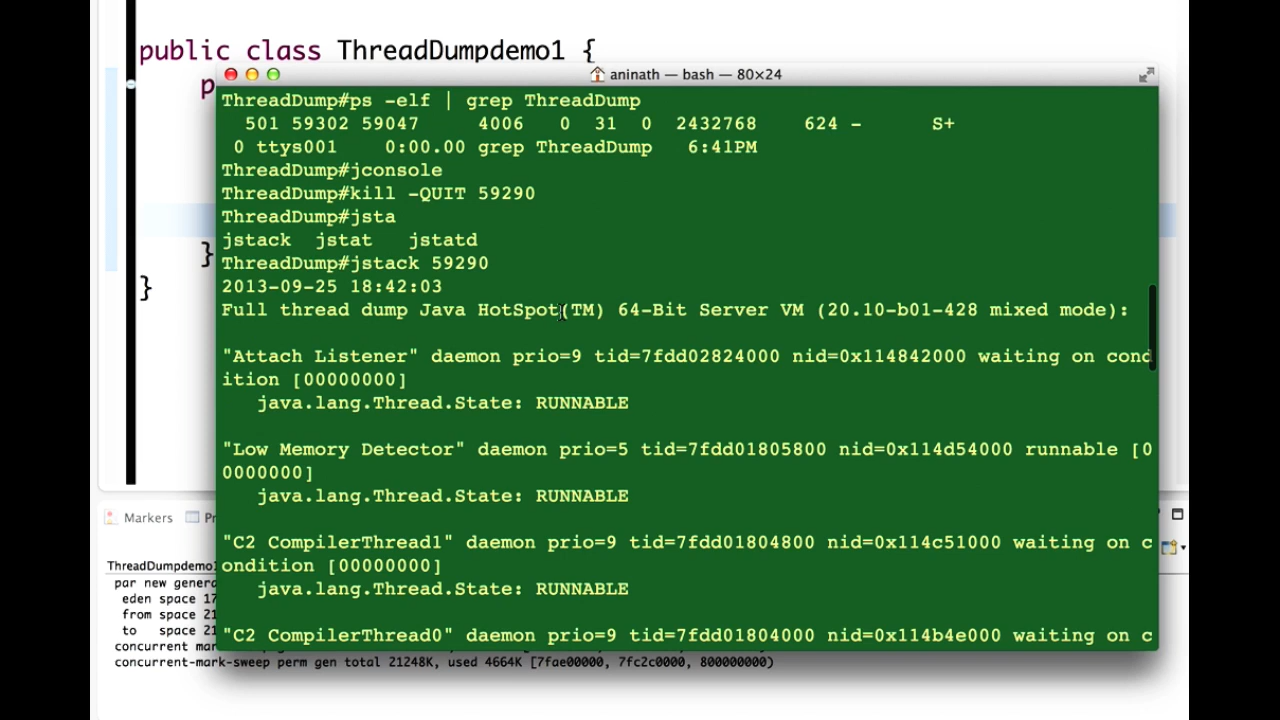 public class ThreadDumpdemo1 {
p
aninath — bash — 80×24
ThreadDump#ps -elf | grep ThreadDump
501 59302 59047 4006 0 31 0 2432768 624 - S+
0 ttys001 0:00.00 grep ThreadDump 6:41PM
ThreadDump#jconsole
ThreadDump#kill -QUIT 59290
ThreadDump#jsta
jstack jstat jstatd
ThreadDump#jstack 59290
2013-09-25 18:42:03
Full thread dump Java HotSpot(TM) 64-Bit Server VM (20.10-b01-428 mixed mode):
"Attach Listener" daemon prio=9 tid=7fdd02824000 nid=0x114842000 waiting on cond
ition [00000000]
java.lang.Thread.State: RUNNABLE
"Low Memory Detector" daemon prio=5 tid=7fdd01805800 nid=0x114d54000 runnable [0
0000000]
java.lang.Thread.State: RUNNABLE
"C2 CompilerThread1" daemon prio=9 tid=7fdd01804800 nid=0x114c51000 waiting on c
ondition [00000000]
java.lang.Thread.State: RUNNABLE
"C2 CompilerThread0" daemon prio=9 tid=7fdd01804000 nid=0x114b4e000 waiting on c
}
}
Markers Pr
ThreadDumpdemo1
par new genera
eden space 17
from space 21
to space 21
concurrent mar
concurrent-mark-sweep perm gen total 21248K, used 4664K [7fae00000, 7fc2c0000, 800000000)